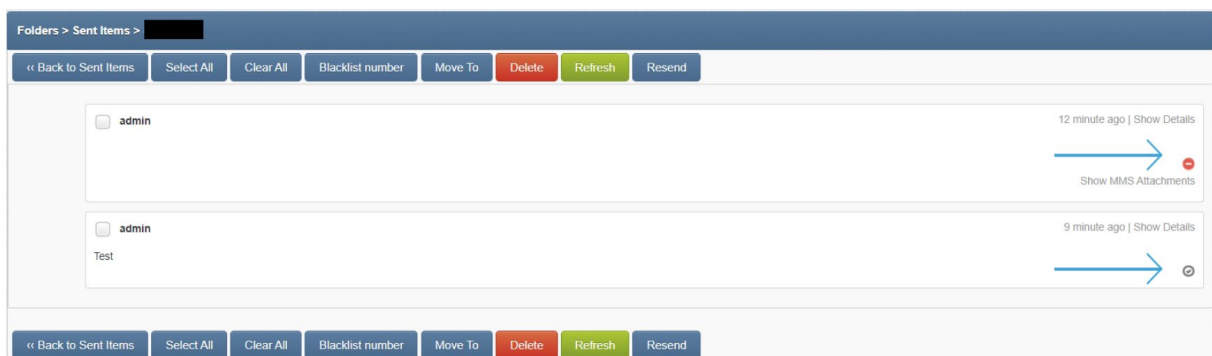 Folders > Sent Items >
‹‹ Back to Sent Items Select All Clear All Blacklist number Move To Delete Refresh Resend
admin 12 minute ago | Show Details
Show MMS Attachments
admin 9 minute ago | Show Details
Test
‹‹ Back to Sent Items Select All Clear All Blacklist number Move To Delete Refresh Resend